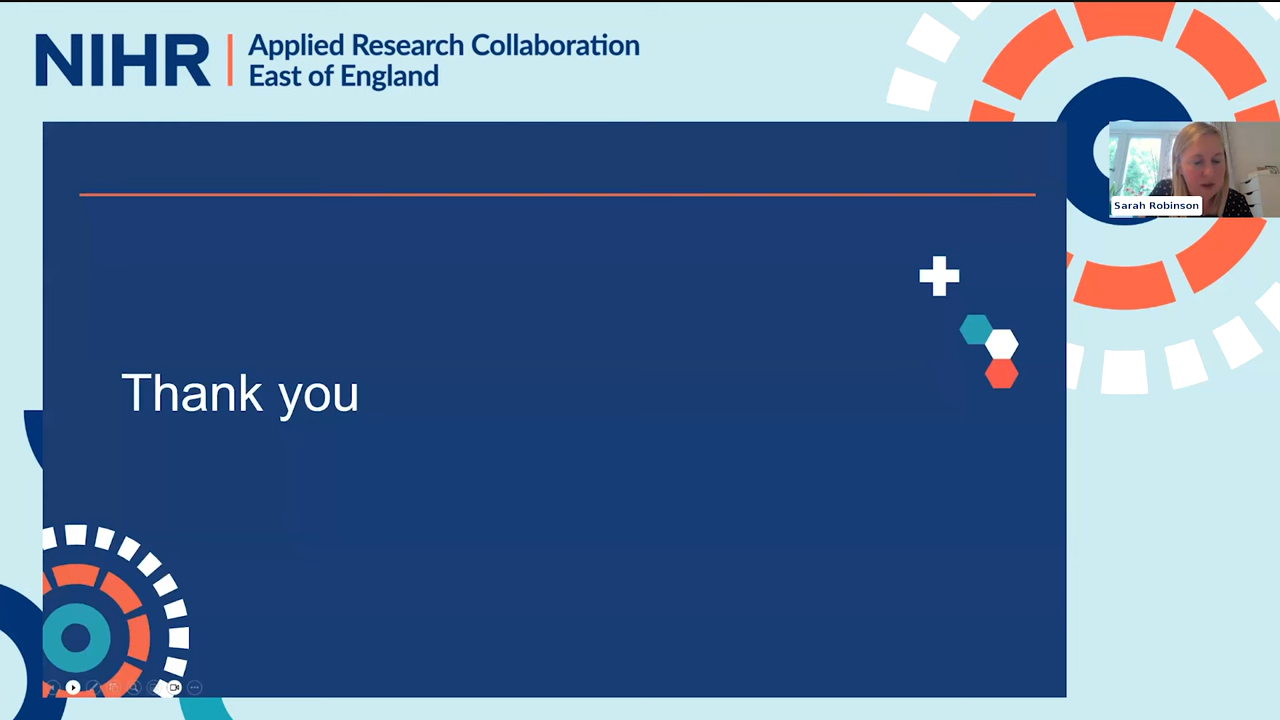 NIHR
Applied Research Collaboration
East of England
Sarah Robinson
Thank you